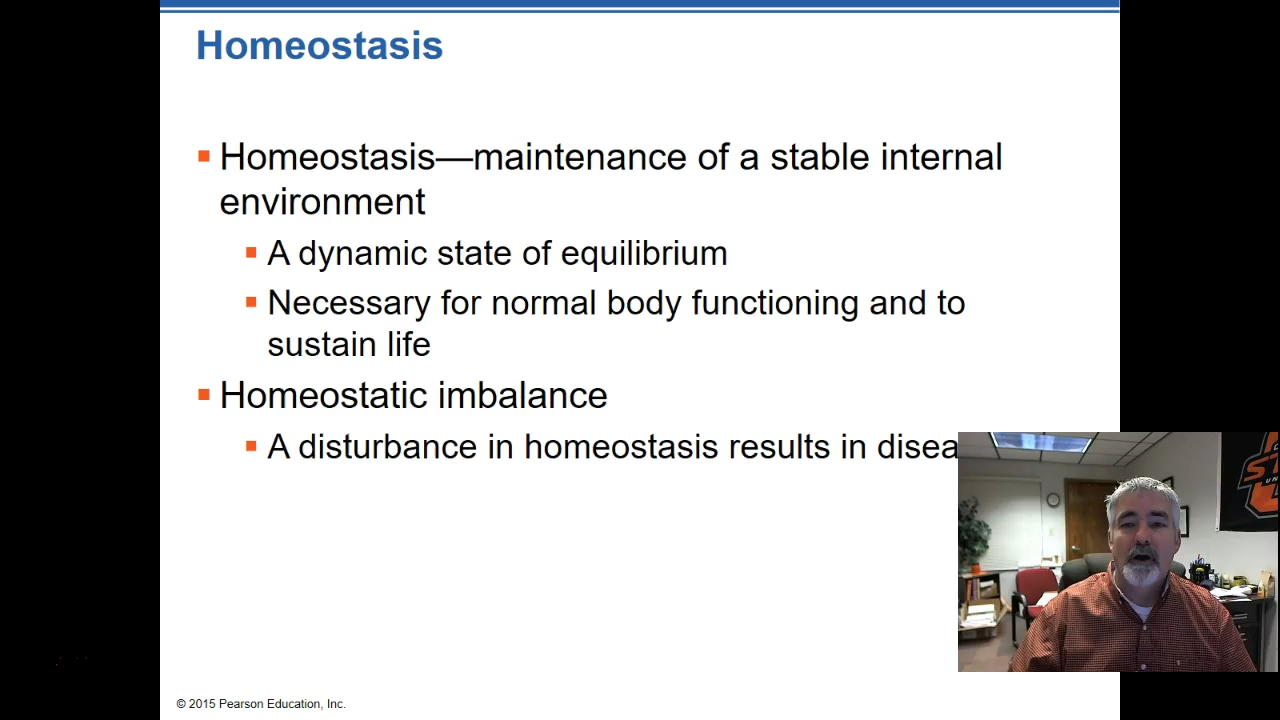 Homeostasis
Homeostasis—maintenance of a stable internal
environment
A dynamic state of equilibrium
Necessary for normal body functioning and to
sustain life
Homeostatic imbalance
A disturbance in homeostasis results in disea
© 2015 Pearson Education, Inc.